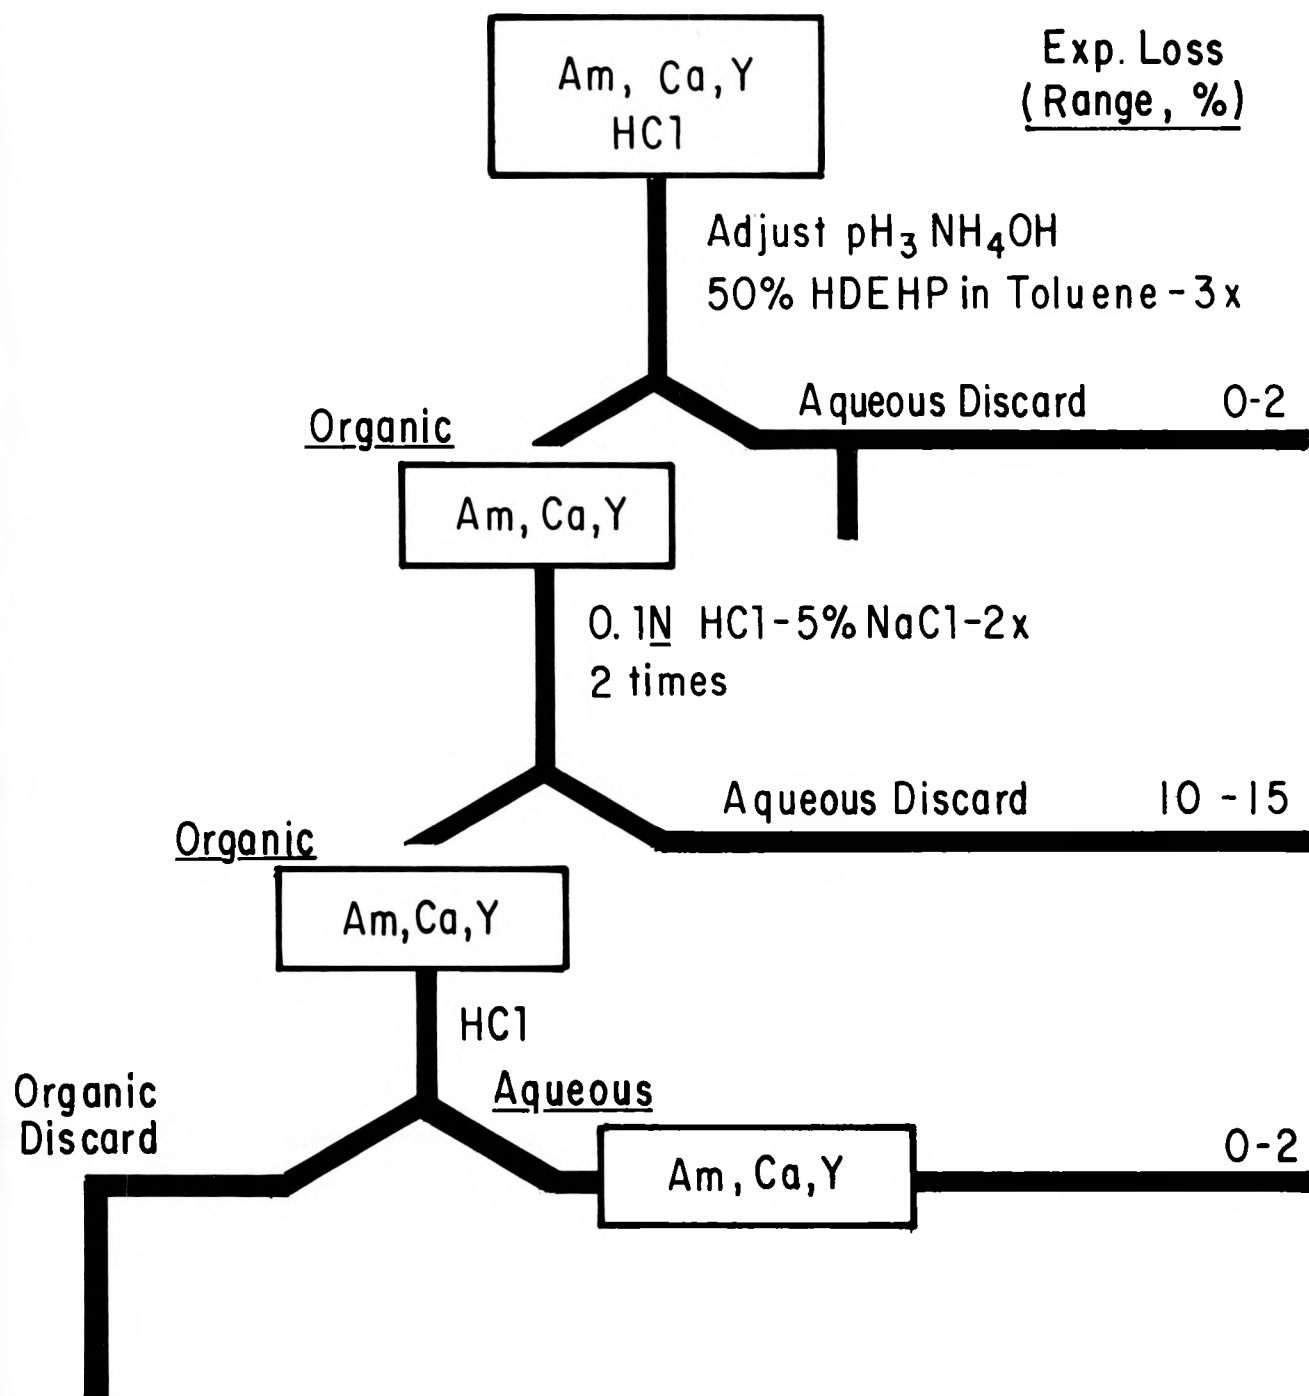 Am, Ca, Y
HCl
Exp. Loss
(Range, %)
Adjust pH₃ NH₄OH
50% HDEHP in Toluene-3x
Aqueous Discard 0-2
Organic
Am, Ca, Y
0.1N HCl-5% NaCl-2x
2 times
Aqueous Discard 10-15
Organic
Am, Ca, Y
HCl
Organic
Discard
Aqueous
Am, Ca, Y
0-2